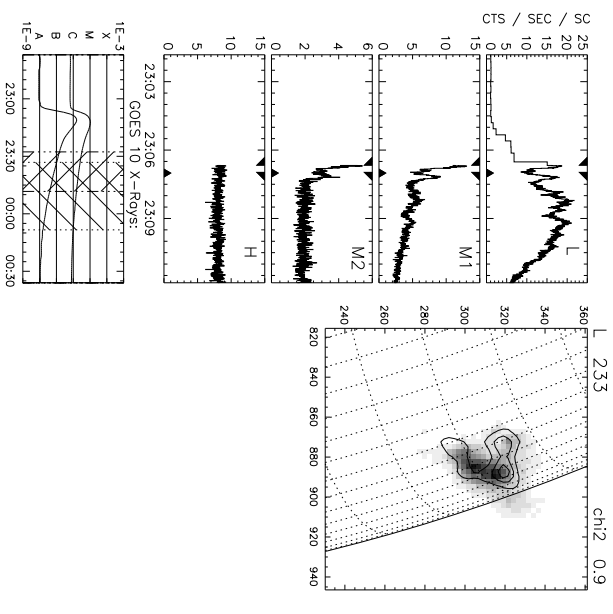 CTS / SEC / SC
0 5 10 15 20 25
L
0 5 10 15
M1
0 2 4 6
M2
0 5 10 15
H
23:03 23:06 23:09
GOES 10 X-Rays:
1E-9 1E-3
A B C M X
23:00 23:30 00:00 00:30
L 233 chi2 0.9
240 260 280 300 320 340 360
820 840 860 880 900 920 940